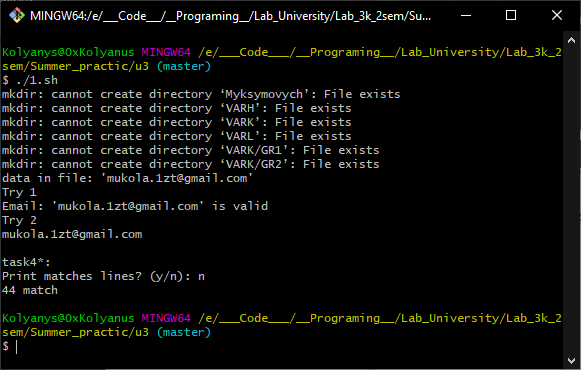 MINGW64:/e/___Code___/__Programing__/Lab_University/Lab_3k_2sem/Su...
Kolyanys@0xKolyanus MINGW64 /e/___Code___/__Programing__/Lab_University/Lab_3k_2
sem/Summer_practic/u3 (master)
$ ./1.sh
mkdir: cannot create directory ‘Myksymovych’: File exists
mkdir: cannot create directory ‘VARH’: File exists
mkdir: cannot create directory ‘VARK’: File exists
mkdir: cannot create directory ‘VARL’: File exists
mkdir: cannot create directory ‘VARK/GR1’: File exists
mkdir: cannot create directory ‘VARK/GR2’: File exists
data in file: 'mukola.1zt@gmail.com'
Try 1
Email: 'mukola.1zt@gmail.com' is valid
Try 2
mukola.1zt@gmail.com
task4*:
Print matches lines? (y/n): n
44 match
Kolyanys@0xKolyanus MINGW64 /e/___Code___/__Programing__/Lab_University/Lab_3k_2
sem/Summer_practic/u3 (master)
$